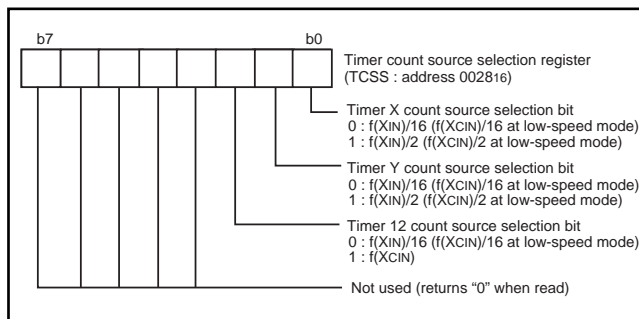 b7 b0
Timer count source selection register
(TCSS : address 002816)
Timer X count source selection bit
0 : f(XIN)/16 (f(XCIN)/16 at low-speed mode)
1 : f(XIN)/2 (f(XCIN)/2 at low-speed mode)
Timer Y count source selection bit
0 : f(XIN)/16 (f(XCIN)/16 at low-speed mode)
1 : f(XIN)/2 (f(XCIN)/2 at low-speed mode)
Timer 12 count source selection bit
0 : f(XIN)/16 (f(XCIN)/16 at low-speed mode)
1 : f(XCIN)
Not used (returns “0” when read)